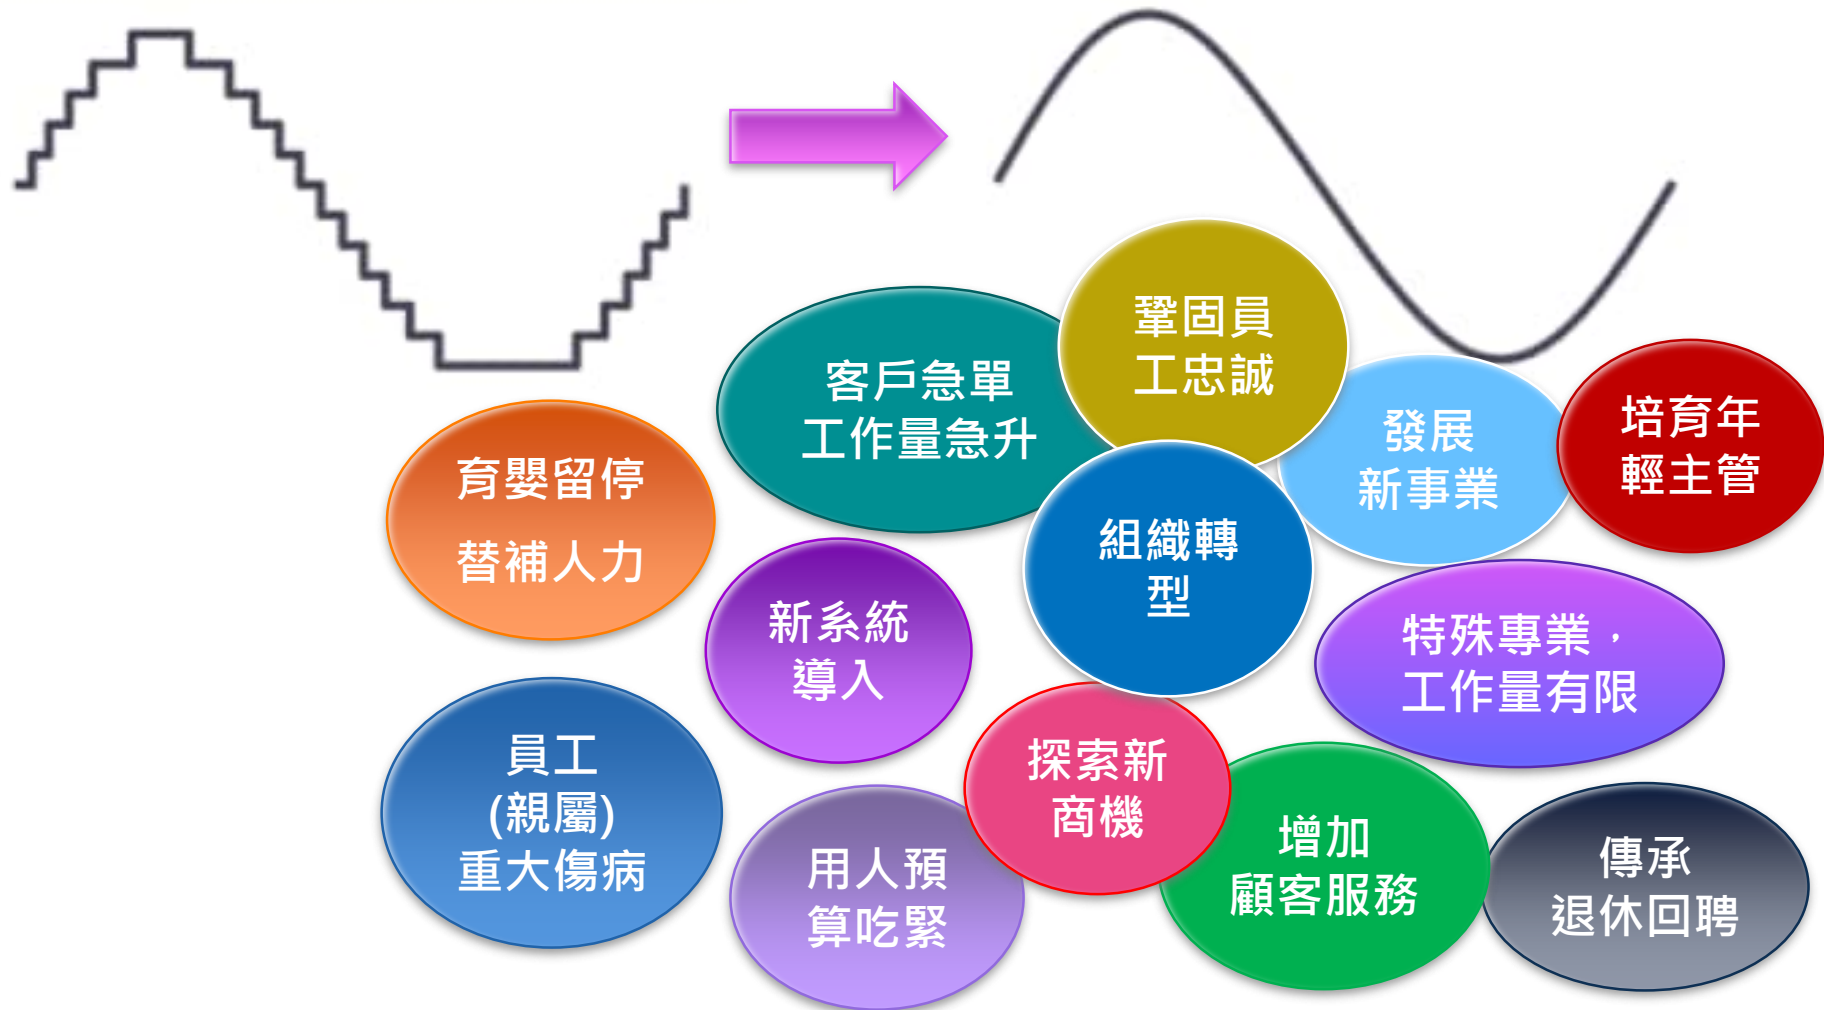 鞏固員
工忠誠
客戶急單
工作量急升
發展
新事業
培育年
輕主管
育嬰留停
替補人力
組織轉
型
新系統
導入
特殊專業，
工作量有限
員工
(親屬)
重大傷病
探索新
商機
用人預
算吃緊
增加
顧客服務
傳承
退休回聘